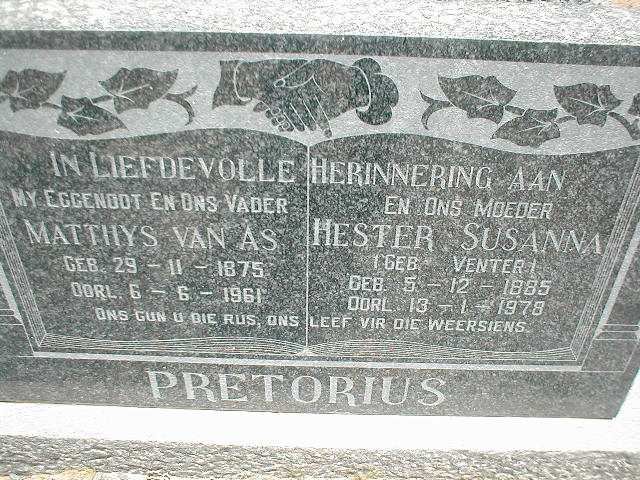 IN LIEFDEVOLLE HERINNERING AAN
MY EGGENOOT EN ONS VADER
MATTHYS VAN AS
GEB. 29 - 11 - 1875
OORL. 6 - 6 - 1961
EN ONS MOEDER
HESTER SUSANNA
(GEB VENTER)
GEB. 5 - 12 - 1885
OORL. 13 - 1 - 1978
ONS GUN U DIE RUS, ONS LEEF VIR DIE WEERSIENS.
PRETORIUS